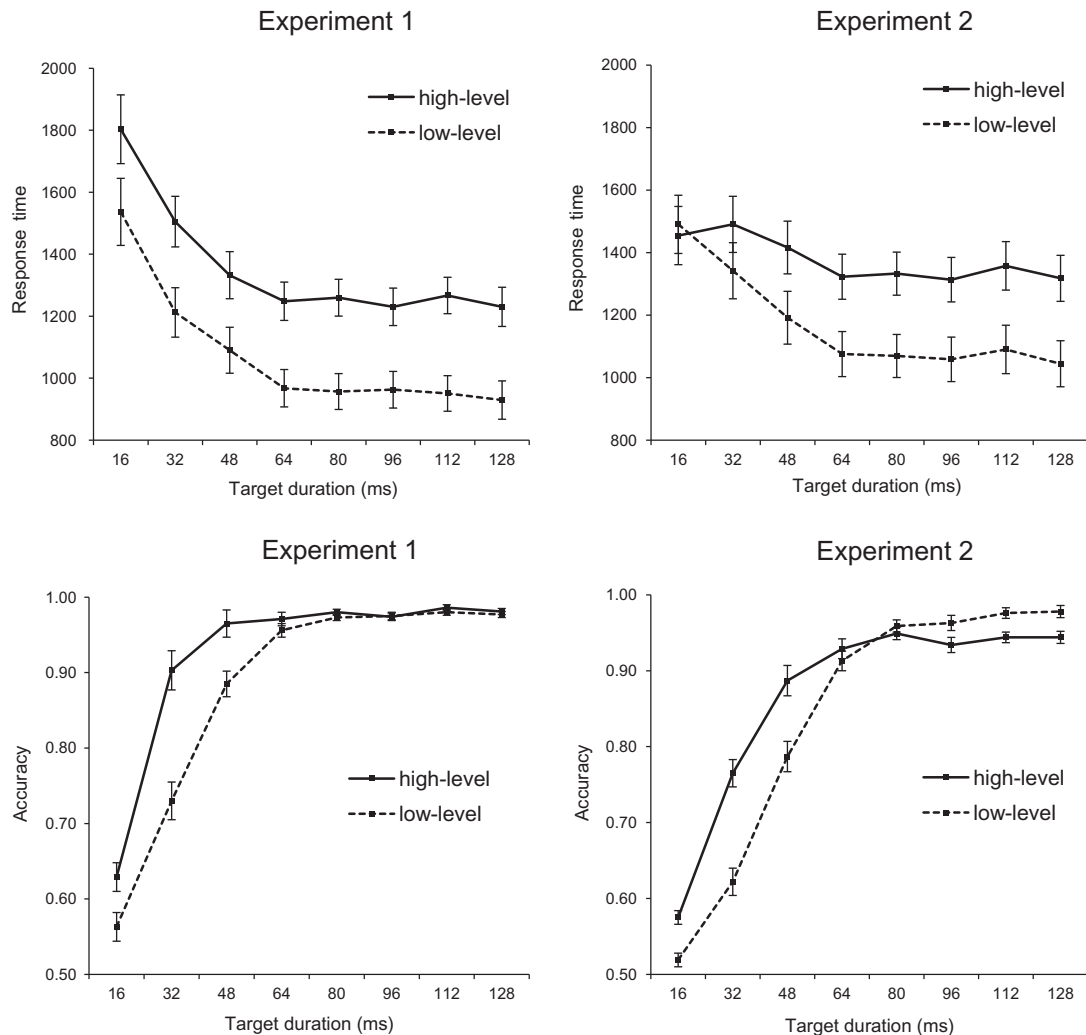 Experiment 1
2000
1800
1600
1400
1200
1000
800
Response time
high-level
low-level
16 32 48 64 80 96 112 128
Target duration (ms)
Experiment 2
2000
1800
1600
1400
1200
1000
800
Response time
high-level
low-level
16 32 48 64 80 96 112 128
Target duration (ms)
Experiment 1
1.00
0.90
0.80
0.70
0.60
0.50
Accuracy
high-level
low-level
16 32 48 64 80 96 112 128
Target duration (ms)
Experiment 2
1.00
0.90
0.80
0.70
0.60
0.50
Accuracy
high-level
low-level
16 32 48 64 80 96 112 128
Target duration (ms)